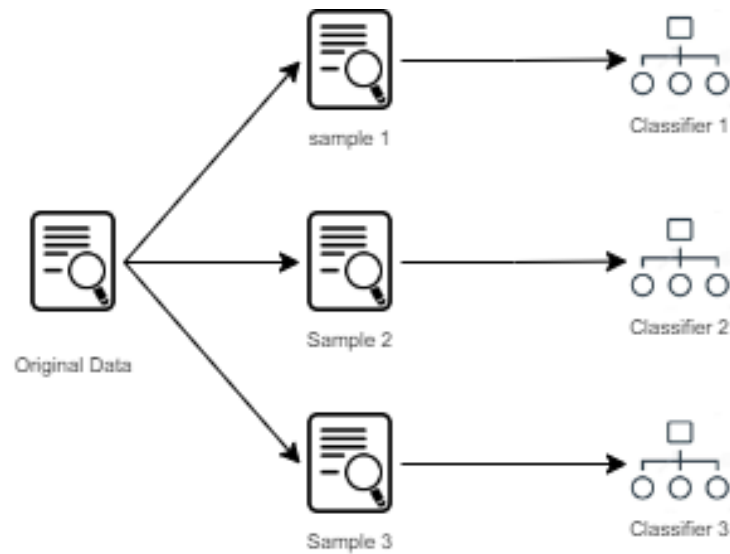 sample 1
Classifier 1
Original Data
Sample 2
Classifier 2
Sample 3
Classifier 3